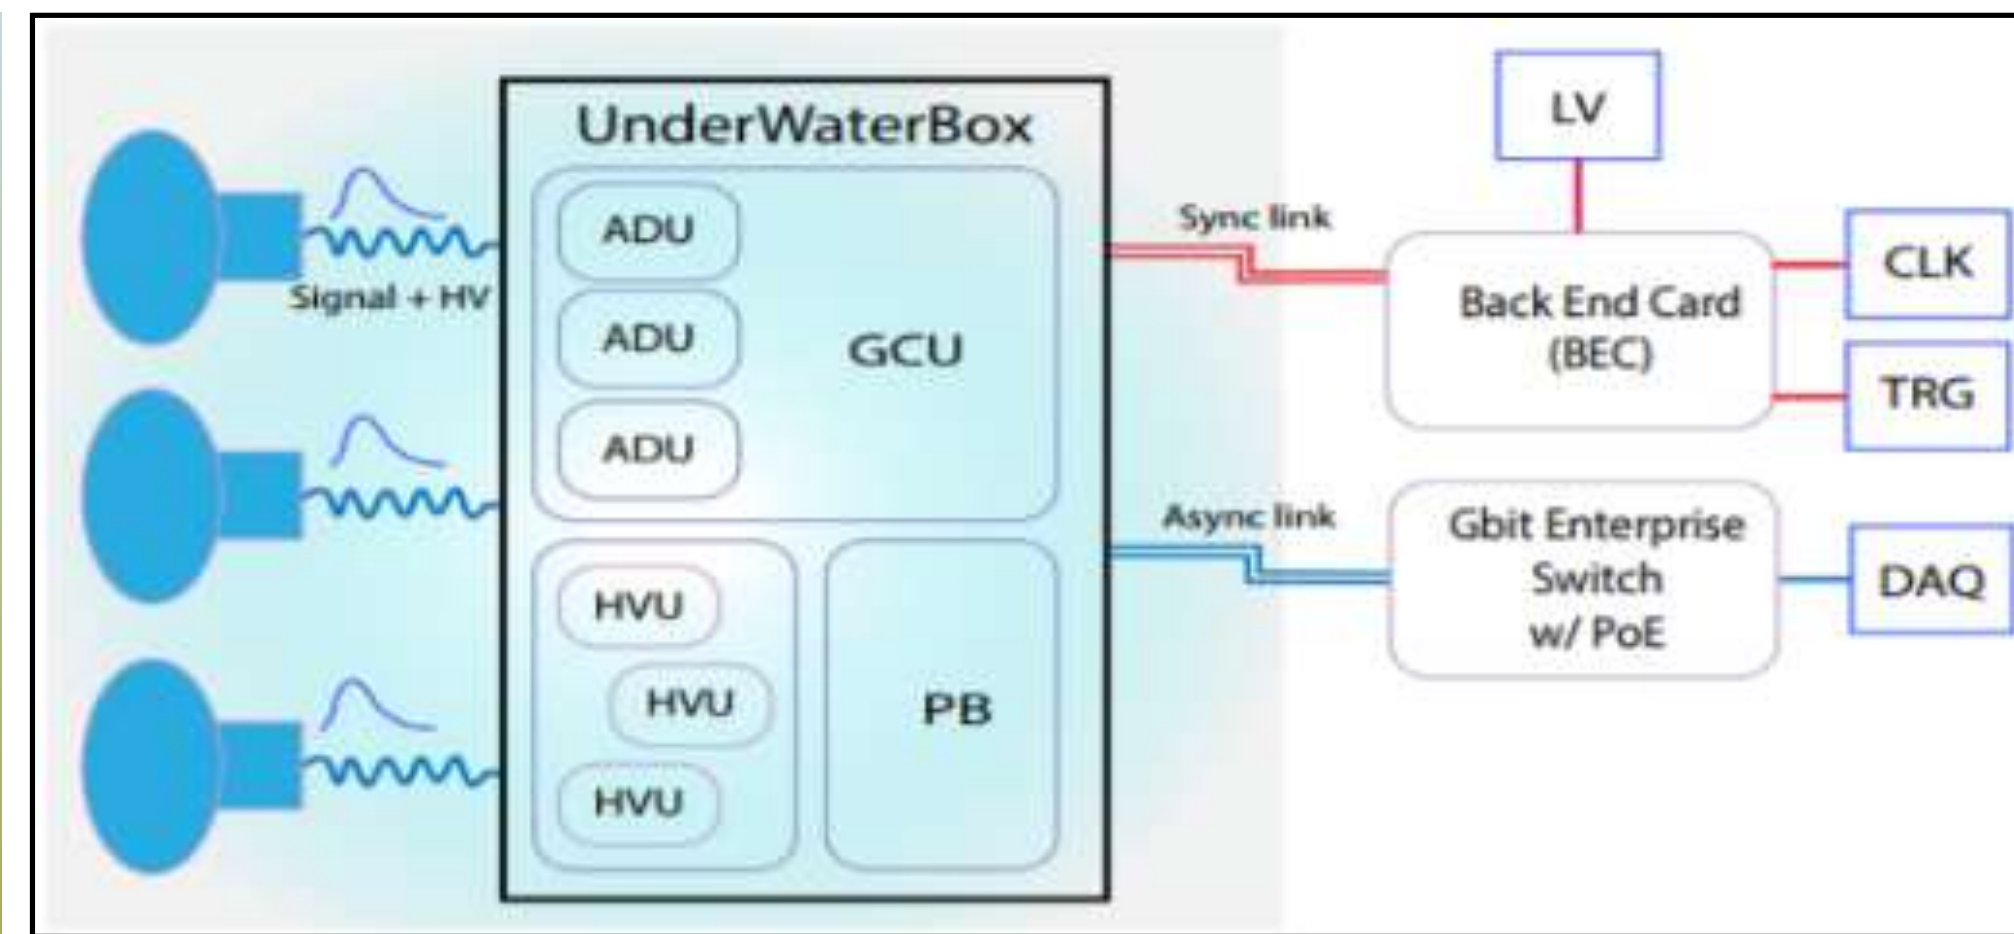 UnderWaterBox
ADU
ADU
ADU
GCU
HVU
HVU
HVU
PB
Signal + HV
Sync link
Async link
LV
Back End Card
(BEC)
CLK
TRG
Gbit Enterprise
Switch
w/ PoE
DAQ